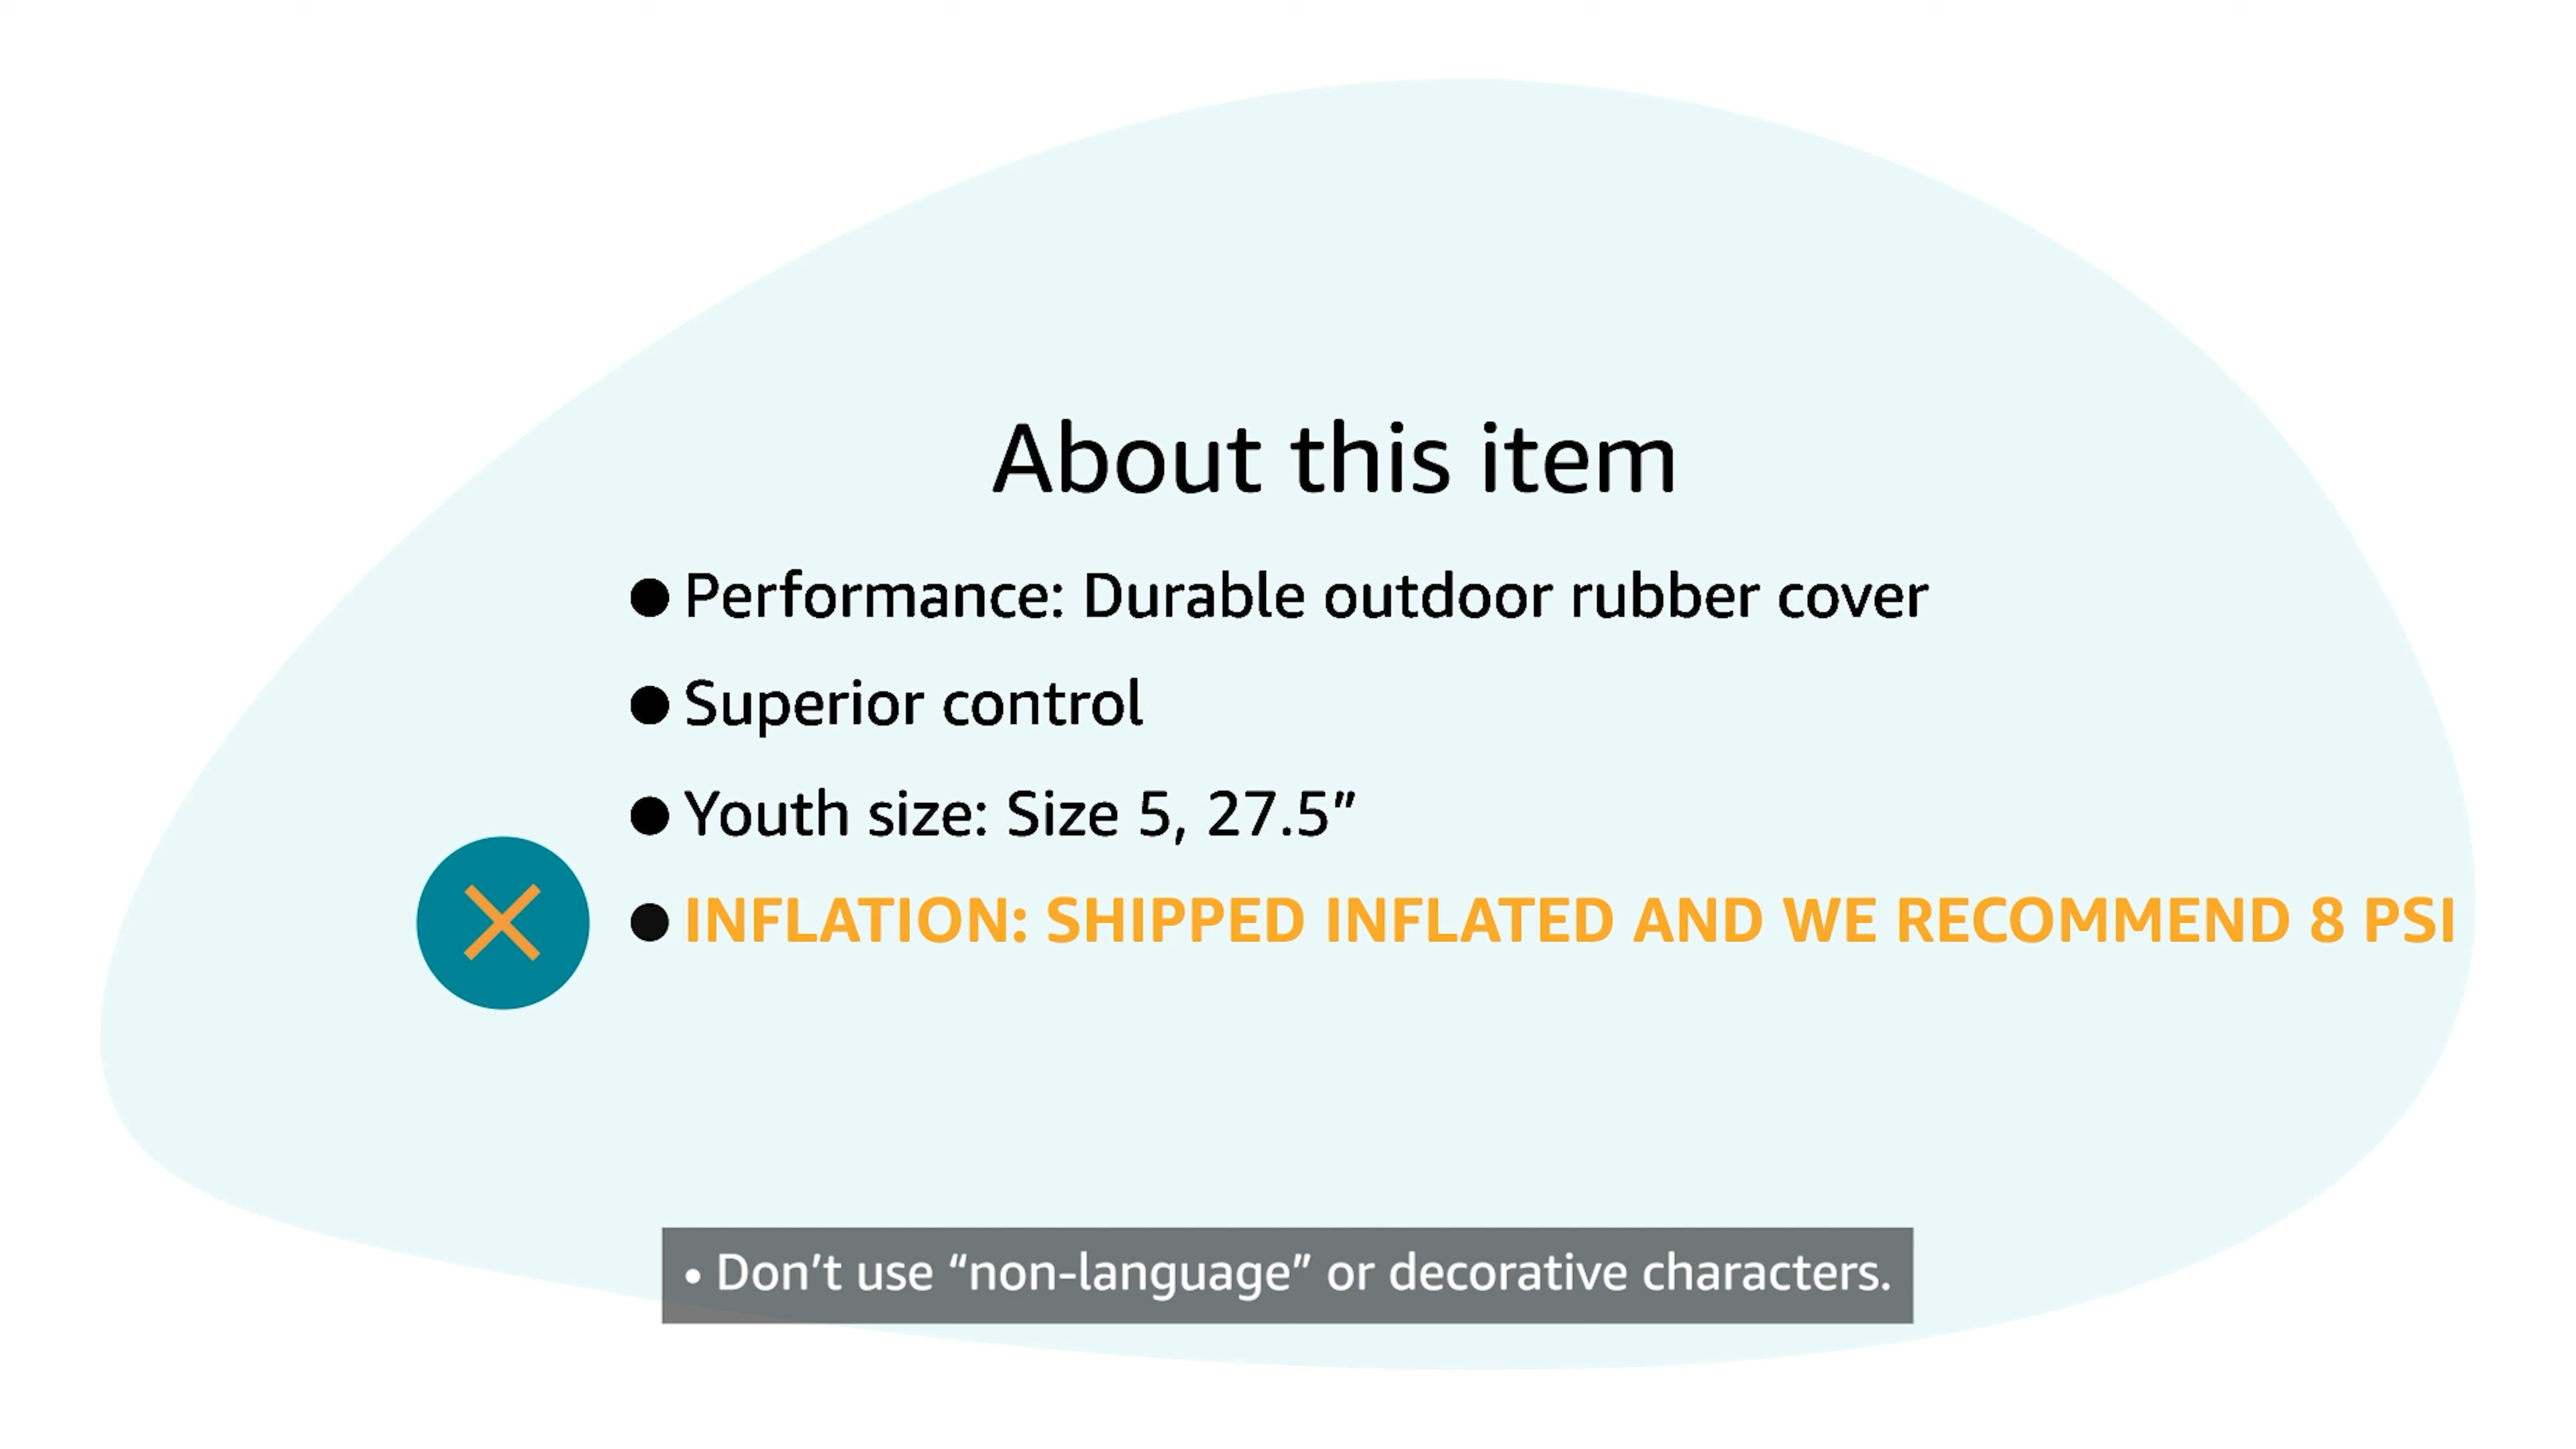 About this item
● Performance: Durable outdoor rubber cover
● Superior control
● Youth size: Size 5, 27.5”
● INFLATION: SHIPPED INFLATED AND WE RECOMMEND 8 PSI
• Don’t use “non-language” or decorative characters.